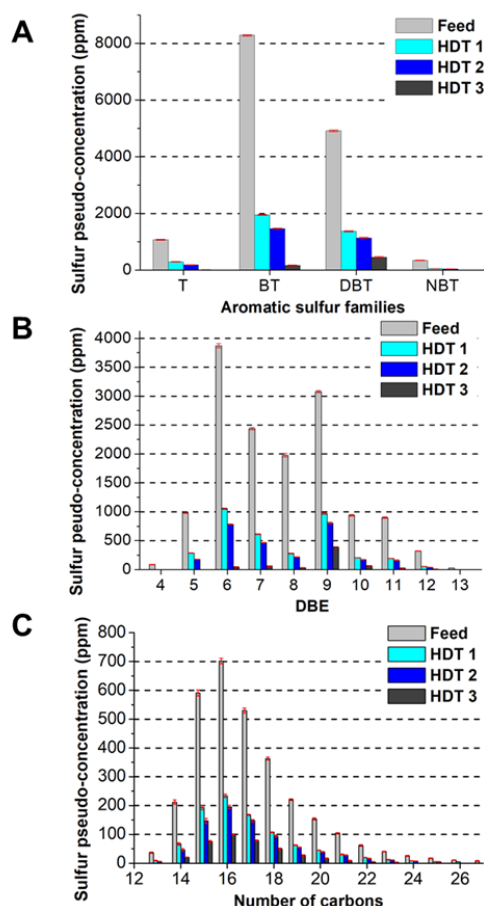 A
Sulfur pseudo-concentration (ppm)
8000
6000
4000
2000
0
Feed
HDT 1
HDT 2
HDT 3
T BT DBT NBT
Aromatic sulfur families
B
Sulfur peudo-concentration (ppm)
4000
3500
3000
2500
2000
1500
1000
500
0
Feed
HDT 1
HDT 2
HDT 3
4 5 6 7 8 9 10 11 12 13
DBE
C
Sulfur pseudo-concentration (ppm)
800
700
600
500
400
300
200
100
0
Feed
HDT 1
HDT 2
HDT 3
12 14 16 18 20 22 24 26
Number of carbons